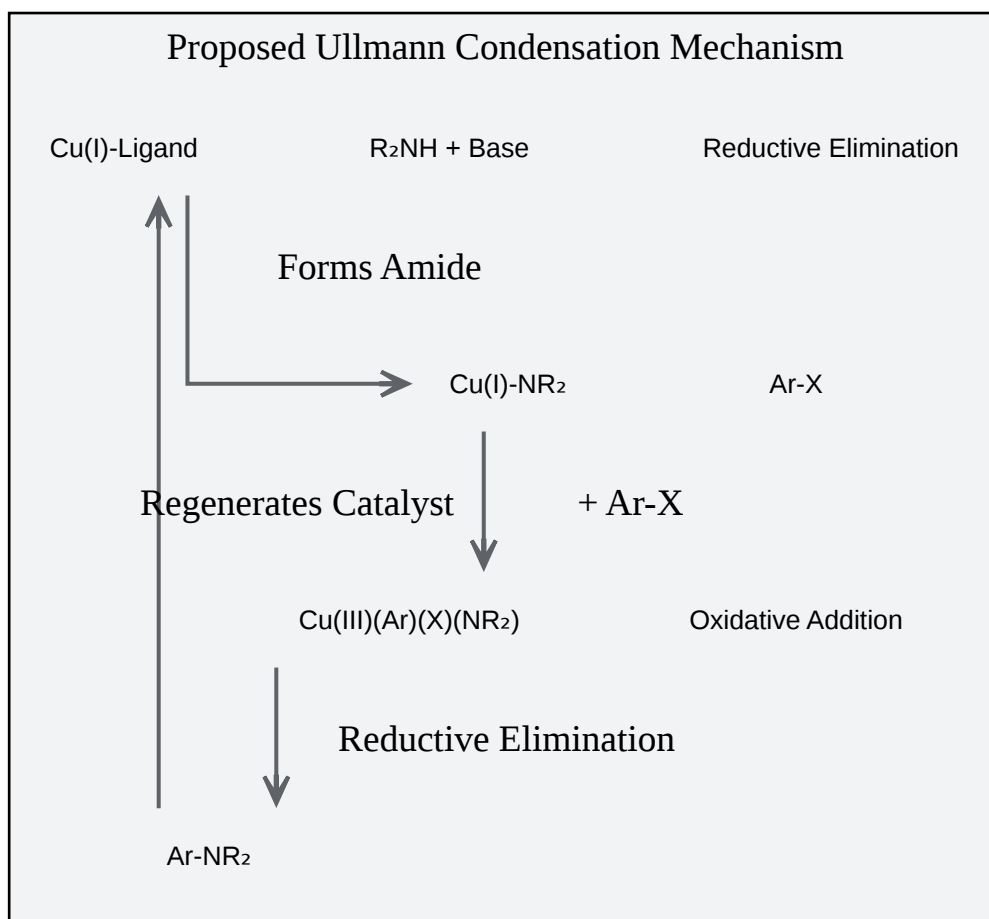 Proposed Ullmann Condensation Mechanism
Cu(I)-Ligand
R₂NH + Base
Reductive Elimination
Forms Amide
Cu(I)-NR₂
Ar-X
Regenerates Catalyst
+ Ar-X
Cu(III)(Ar)(X)(NR₂)
Oxidative Addition
Reductive Elimination
Ar-NR₂